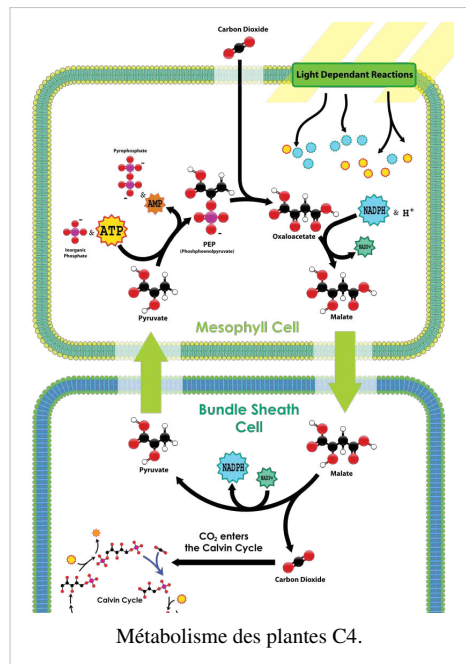 Carbon Dioxide
Light Dependant Reactions
Pyrophosphate
-
-
& AMP
- & ATP
Inorganic
Phosphate
-
PEP
(Phoshphoenolpyruvate)
Oxaloacetate
NADPH & H+
NADP+
Pyruvate
Malate
Mesophyll Cell
Bundle Sheath
Cell
Pyruvate
NADPH
NADP+
Malate
CO2 enters
the Calvin Cycle
Carbon Dioxide
Calvin Cycle
Métabolisme des plantes C4.